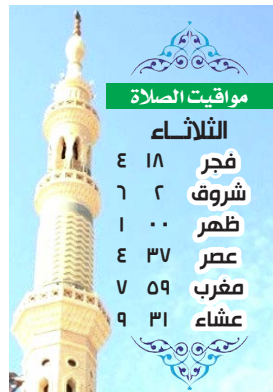 مواقيت الصلاة
الثلاثــاء
فجر ١٨ ٤
شروق ٢ ٦
ظهر ٠٠ ١
عصر ٣٧ ٤
مغرب ٥٩ ٧
عشاء ٣١ ٩